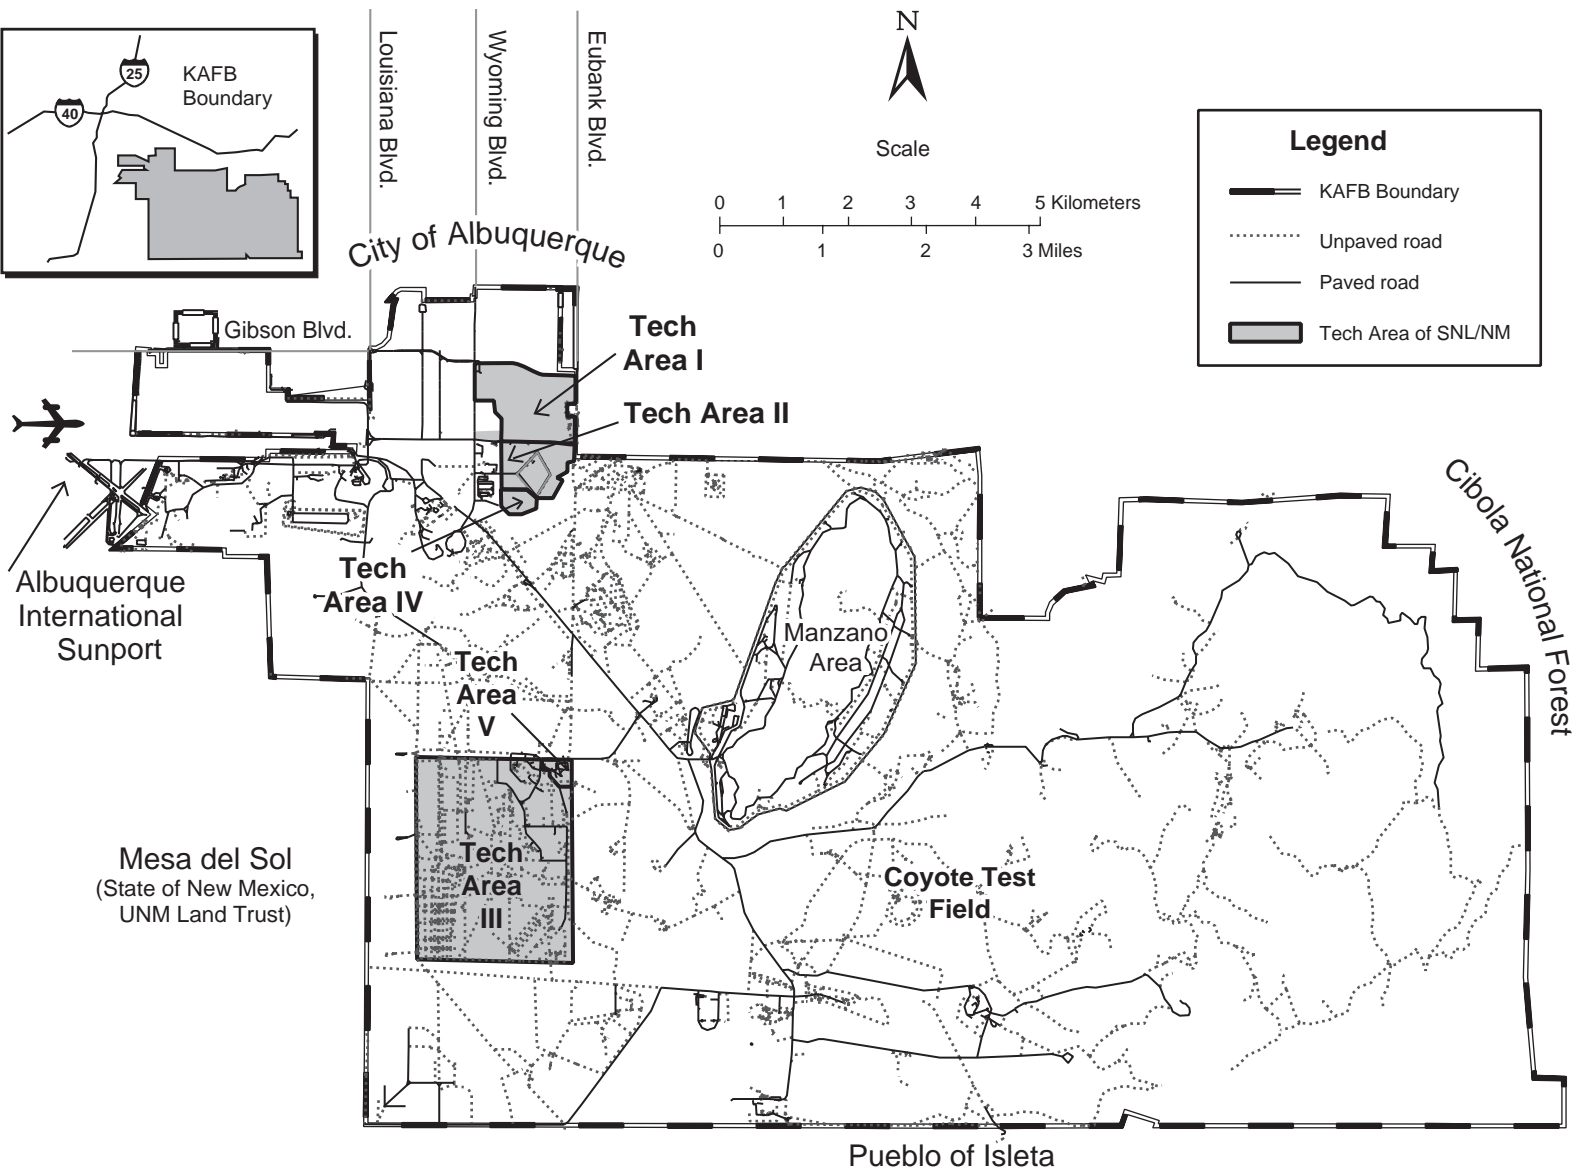 25
KAFB
Boundary
40
Louisiana Blvd.
Wyoming Blvd.
Eubank Blvd.
N
Scale
0 1 2 3 4 5 Kilometers
0 1 2 3 Miles
Legend
KAFB Boundary
Unpaved road
Paved road
Tech Area of SNL/NM
City of Albuquerque
Gibson Blvd.
Tech
Area I
Tech Area II
Albuquerque
International
Sunport
Tech
Area IV
Tech
Area
V
Manzano
Area
Cibola National Forest
Mesa del Sol
(State of New Mexico,
UNM Land Trust)
Tech
Area
III
Coyote Test
Field
Pueblo of Isleta